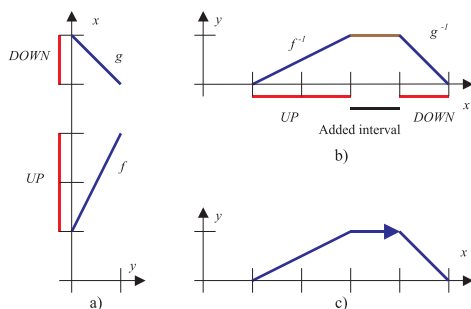 x
DOWN
g
UP
f
y
a)
y
f⁻¹
g⁻¹
x
UP
DOWN
Added interval
b)
y
x
c)